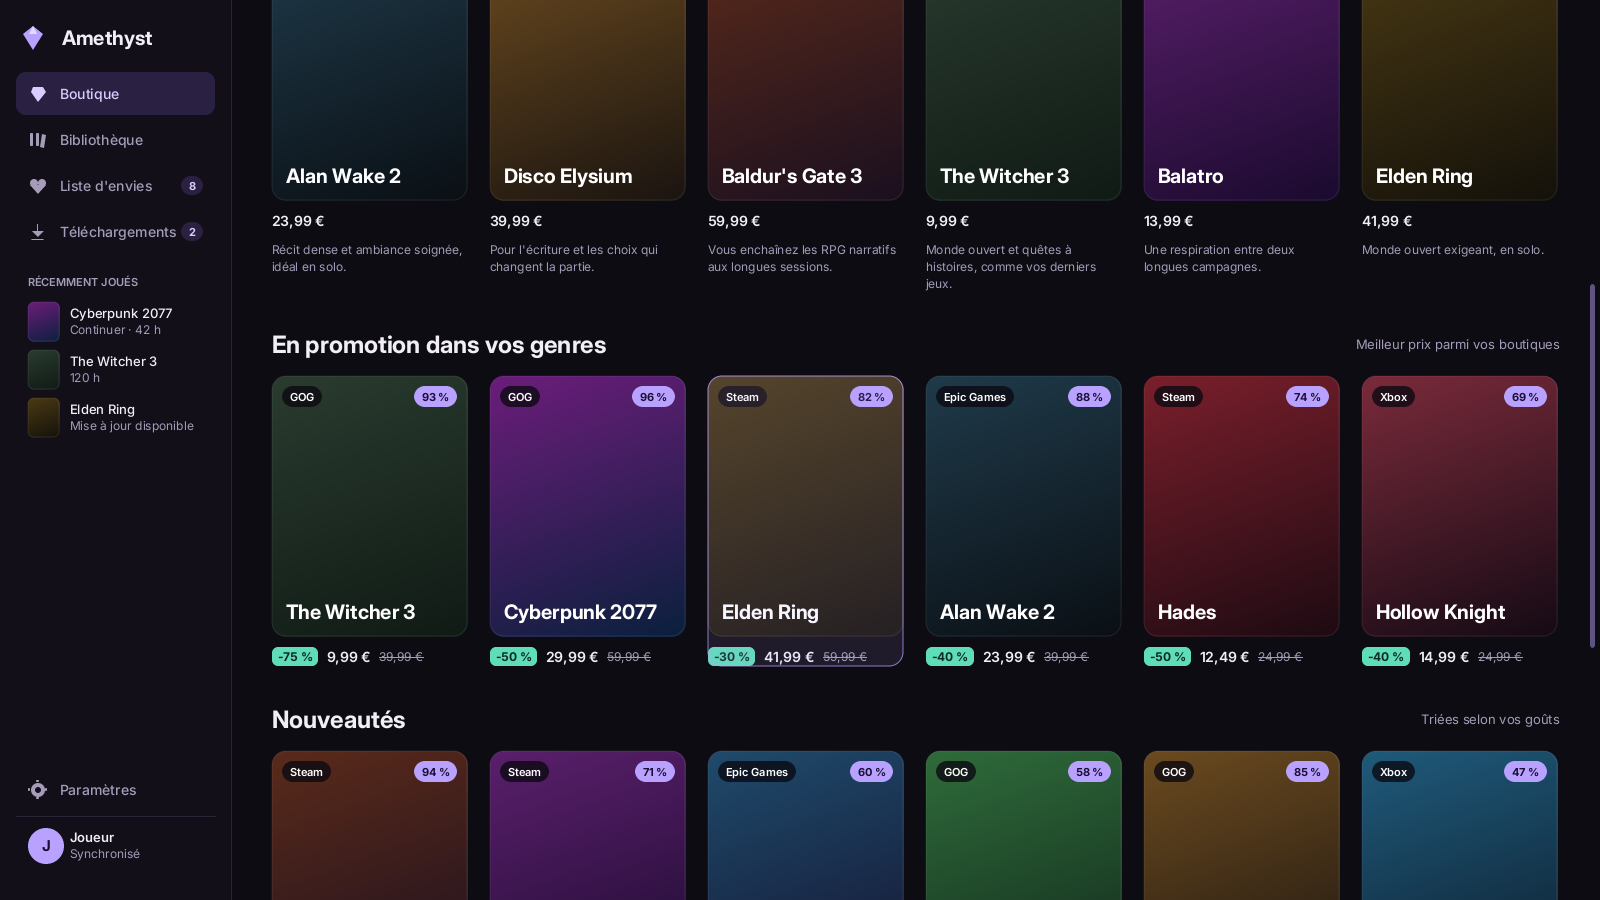 Amethyst
Boutique
Bibliothèque
Liste d'envies 8
Téléchargements 2
RÉCEMMENT JOUÉS
Cyberpunk 2077
Continuer · 42 h
The Witcher 3
120 h
Elden Ring
Mise à jour disponible
Paramètres
J
Joueur
Synchronisé
Alan Wake 2
Disco Elysium
Baldur's Gate 3
The Witcher 3
Balatro
Elden Ring
23,99 €
39,99 €
59,99 €
9,99 €
13,99 €
41,99 €
Récit dense et ambiance soignée,
idéal en solo.
Pour l'écriture et les choix qui
changent la partie.
Vous enchaînez les RPG narratifs
aux longues sessions.
Monde ouvert et quêtes à
histoires, comme vos derniers
jeux.
Une respiration entre deux
longues campagnes.
Monde ouvert exigeant, en solo.
En promotion dans vos genres
Meilleur prix parmi vos boutiques
GOG 93 %
GOG 96 %
Steam 82 %
Epic Games 88 %
Steam 74 %
Xbox 69 %
The Witcher 3
Cyberpunk 2077
Elden Ring
Alan Wake 2
Hades
Hollow Knight
-75 % 9,99 € 39,99 €
-50 % 29,99 € 59,99 €
-30 % 41,99 € 59,99 €
-40 % 23,99 € 39,99 €
-50 % 12,49 € 24,99 €
-40 % 14,99 € 24,99 €
Nouveautés
Triées selon vos goûts
Steam 94 %
Steam 71 %
Epic Games 60 %
GOG 58 %
GOG 85 %
Xbox 47 %